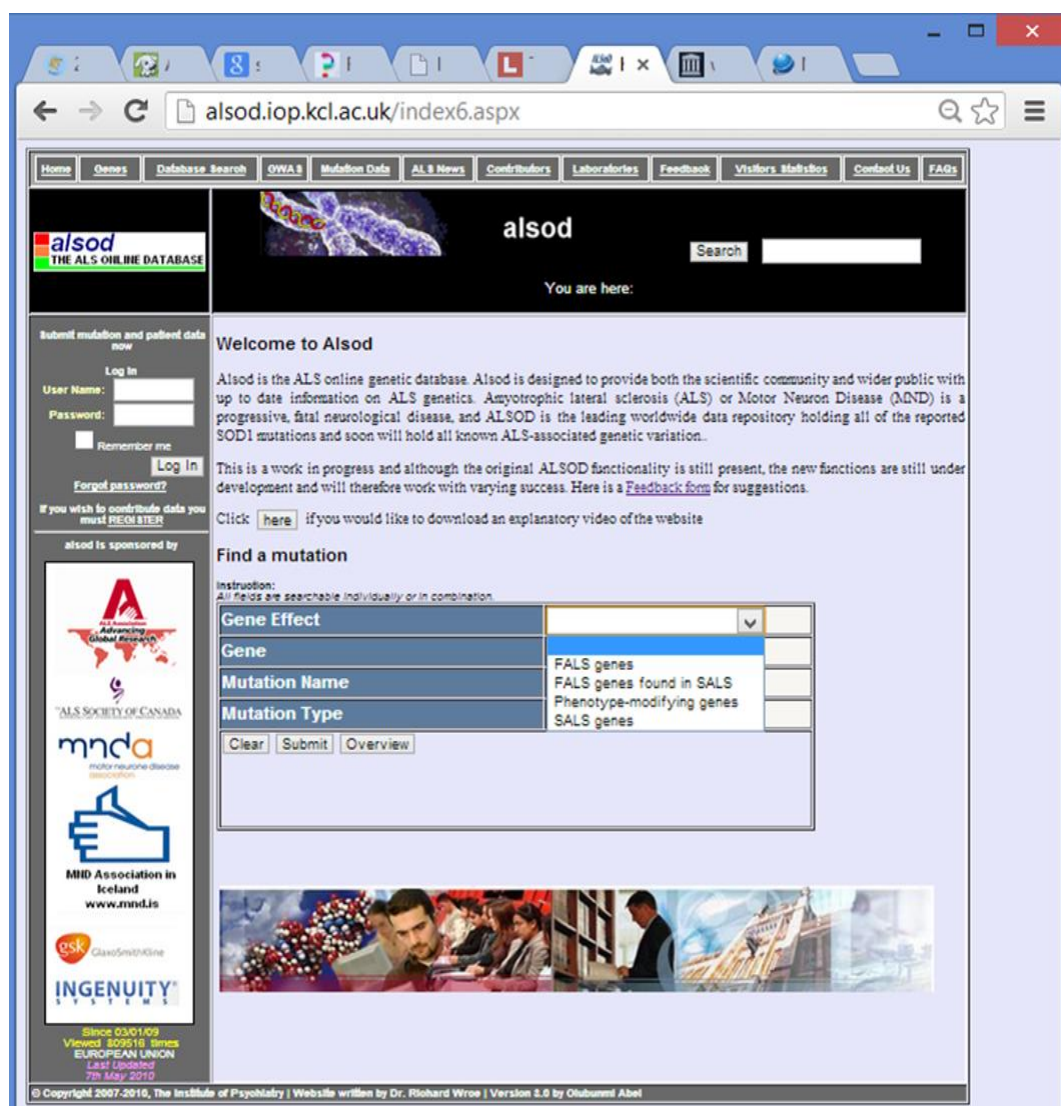 alsod.iop.kcl.ac.uk/index6.aspx
Home Genes Database Search GWAS Mutation Data ALS News Contributors Laboratories Feedback Visitors Statistics Contact Us FAQs
alsod
THE ALS ONLINE DATABASE
alsod
Search
You are here:
Submit mutation and patient data
now
Log In
User Name:
Password:
Remember me
Log In
Forgot password?
If you wish to contribute data you
must REGISTER
alsod is sponsored by
ALS Association
Advancing
Global Research
ALS SOCIETY OF CANADA
mnda
motor neurone disease
association
MND Association in
Iceland
www.mnd.is
gsk GlaxoSmithKline
INGENUITY
SYSTEMS
Since 03/01/09
Viewed 809516 times
EUROPEAN UNION
Last Updated
7th May 2010
Welcome to Alsod
Alsod is the ALS online genetic database. Alsod is designed to provide both the scientific community and wider public with
up to date information on ALS genetics. Amyotrophic lateral sclerosis (ALS) or Motor Neuron Disease (MND) is a
progressive, fatal neurological disease, and ALSOD is the leading worldwide data repository holding all of the reported
SOD1 mutations and soon will hold all known ALS-associated genetic variation..
This is a work in progress and although the original ALSOD functionality is still present, the new functions are still under
development and will therefore work with varying success. Here is a Feedback form for suggestions.
Click here if you would like to download an explanatory video of the website
Find a mutation
Instruction:
All fields are searchable individually or in combination.
Gene Effect
Gene
Mutation Name
Mutation Type
FALS genes
FALS genes found in SALS
Phenotype-modifying genes
SALS genes
Clear Submit Overview
© Copyright 2007-2010, The Institute of Psychiatry | Website written by Dr. Richard Wroe | Version 2.0 by Olubunmi Abel